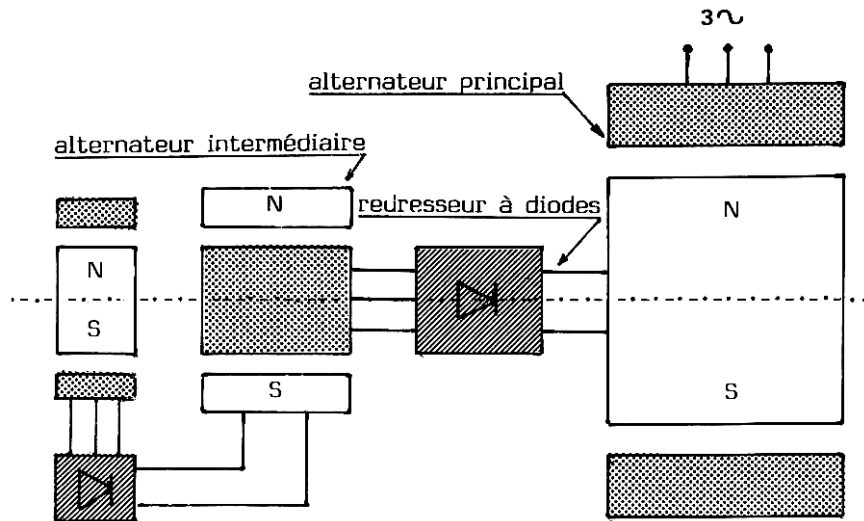 3∿
alternateur principal
alternateur intermédiaire
N
redresseur à diodes
N
N
S
S
S